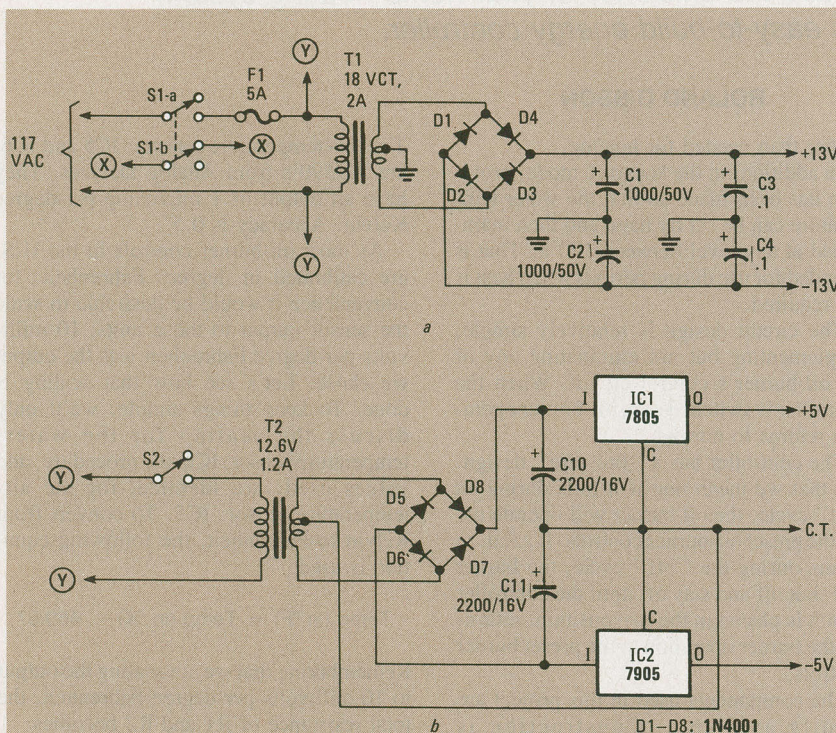 Y
T1
18 VCT,
2A
F1
5A
S1-a
S1-b
X
X
117
VAC
Y
D1
D4
D2
D3
+13V
+
C1
1000/50V
+
C3
.1
+
C2
1000/50V
+
C4
.1
-13V
a
T2
12.6V
1.2A
S2
Y
Y
D5
D8
D6
D7
I
IC1
7805
O
+5V
C
+
C10
2200/16V
C.T.
+
C11
2200/16V
C
I
IC2
7905
O
-5V
b
D1–D8; 1N4001